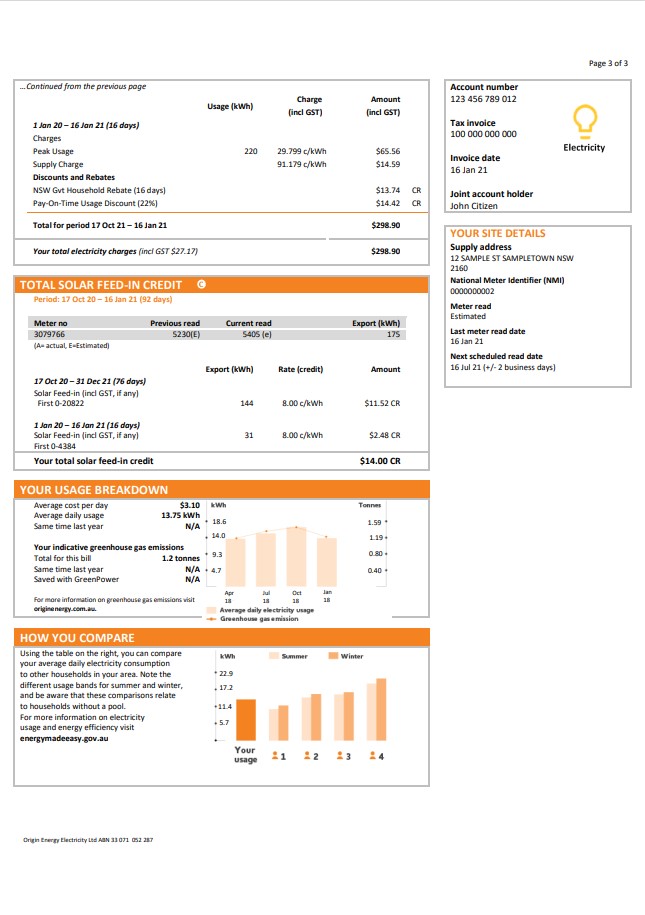 Page 3 of 3
...Continued from the previous page
Usage (kWh) Charge (incl GST) Amount (incl GST)
1 Jan 20 – 16 Jan 21 (16 days)
Charges
Peak Usage 220 29.799 c/kWh $65.56
Supply Charge 91.179 c/kWh $14.59
Discounts and Rebates
NSW Gvt Household Rebate (16 days) $13.74 CR
Pay-On-Time Usage Discount (22%) $14.42 CR
Total for period 17 Oct 21 – 16 Jan 21 $298.90
Your total electricity charges (incl GST $27.17) $298.90
Account number
123 456 789 012
Tax invoice
100 000 000 000
Invoice date
16 Jan 21
Joint account holder
John Citizen
Electricity
YOUR SITE DETAILS
Supply address
12 SAMPLE ST SAMPLETOWN NSW
2160
National Meter Identifier (NMI)
0000000002
Meter read
Estimated
Last meter read date
16 Jan 21
Next scheduled read date
16 Jul 21 (+/- 2 business days)
TOTAL SOLAR FEED-IN CREDIT
Period: 17 Oct 20 – 16 Jan 21 (92 days)
Meter no Previous read Current read Export (kWh)
3079766 5230(E) 5405 (e) 175
(A= actual, E=Estimated)
Export (kWh) Rate (credit) Amount
17 Oct 20 – 31 Dec 21 (76 days)
Solar Feed-in (incl GST, if any)
First 0-20822 144 8.00 c/kWh $11.52 CR
1 Jan 20 – 16 Jan 21 (16 days)
Solar Feed-in (incl GST, if any) 31 8.00 c/kWh $2.48 CR
First 0-4384
Your total solar feed-in credit $14.00 CR
YOUR USAGE BREAKDOWN
Average cost per day $3.10
Average daily usage 13.75 kWh
Same time last year N/A
Your indicative greenhouse gas emissions
Total for this bill 1.2 tonnes
Same time last year N/A
Saved with GreenPower N/A
For more information on greenhouse gas emissions visit
originenergy.com.au.
kWh Tonnes
18.6 1.59
14.0 1.19
9.3 0.80
4.7 0.40
Apr Jul Oct Jan
18 18 18 18
Average daily electricity usage
Greenhouse gas emission
HOW YOU COMPARE
Using the table on the right, you can compare
your average daily electricity consumption
to other households in your area. Note the
different usage bands for summer and winter,
and be aware that these comparisons relate
to households without a pool.
For more information on electricity
usage and energy efficiency visit
energymadeeasy.gov.au
kWh Summer Winter
22.9
17.2
11.4
5.7
Your usage 1 2 3 4
Origin Energy Electricity Ltd ABN 33 071 052 287